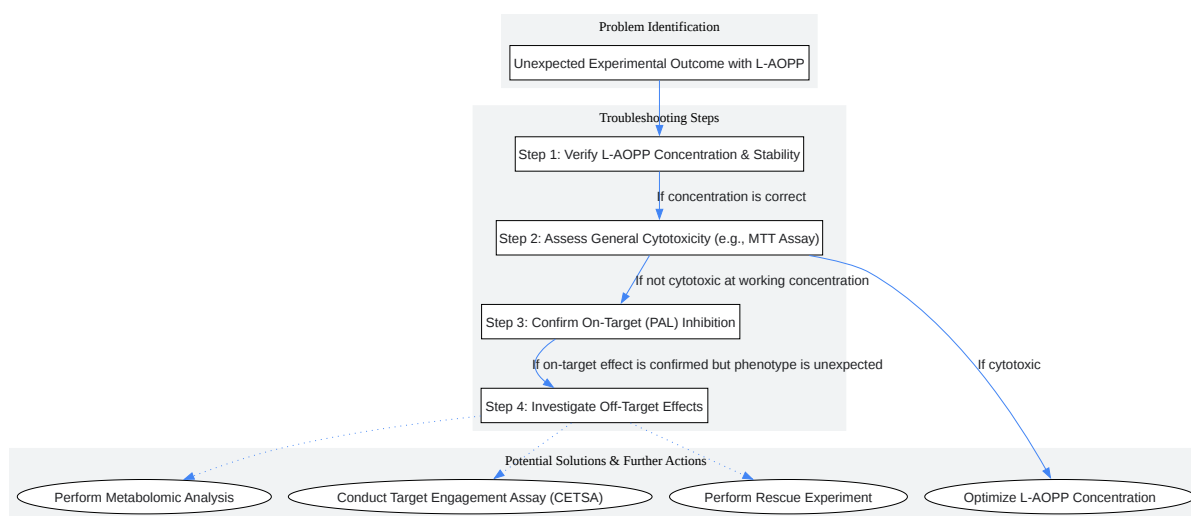 Problem Identification
Unexpected Experimental Outcome with L-AOPP
Troubleshooting Steps
Step 1: Verify L-AOPP Concentration & Stability
If concentration is correct
Step 2: Assess General Cytotoxicity (e.g., MTT Assay)
If not cytotoxic at working concentration
Step 3: Confirm On-Target (PAL) Inhibition
If on-target effect is confirmed but phenotype is unexpected
If cytotoxic
Step 4: Investigate Off-Target Effects
Potential Solutions & Further Actions
Perform Metabolomic Analysis
Conduct Target Engagement Assay (CETSA)
Perform Rescue Experiment
Optimize L-AOPP Concentration